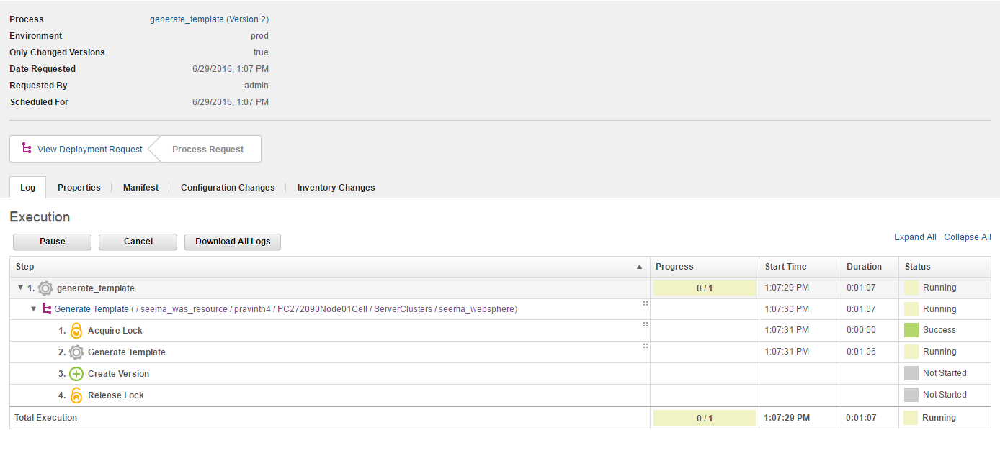 Process generate_template (Version 2)
Environment prod
Only Changed Versions true
Date Requested 6/29/2016, 1:07 PM
Requested By admin
Scheduled For 6/29/2016, 1:07 PM
View Deployment Request Process Request
Log Properties Manifest Configuration Changes Inventory Changes
Execution
Pause Cancel Download All Logs Expand All Collapse All
Step Progress Start Time Duration Status
1. generate_template 0 / 1 1:07:29 PM 0:01:07 Running
Generate Template ( / seema_was_resource / pravinth4 / PC272090Node01Cell / ServerClusters / seema_websphere) 1:07:30 PM 0:01:07 Running
1. Acquire Lock 1:07:31 PM 0:00:00 Success
2. Generate Template 1:07:31 PM 0:01:06 Running
3. Create Version Not Started
4. Release Lock Not Started
Total Execution 0 / 1 1:07:29 PM 0:01:07 Running